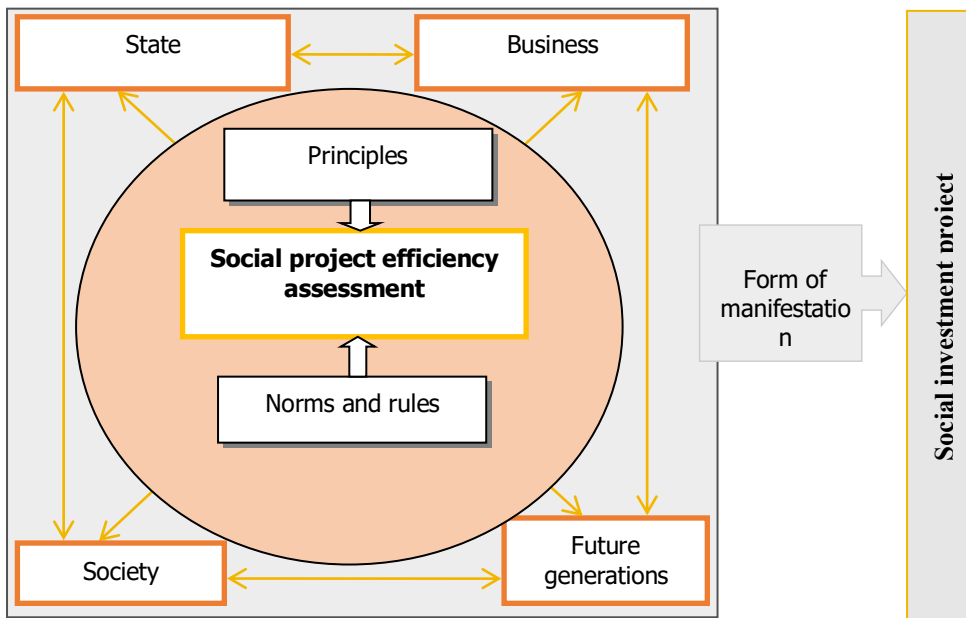 State
Business
Principles
Social project efficiency
assessment
Norms and rules
Society
Future
generations
Form of
manifestatio
n
Social investment project